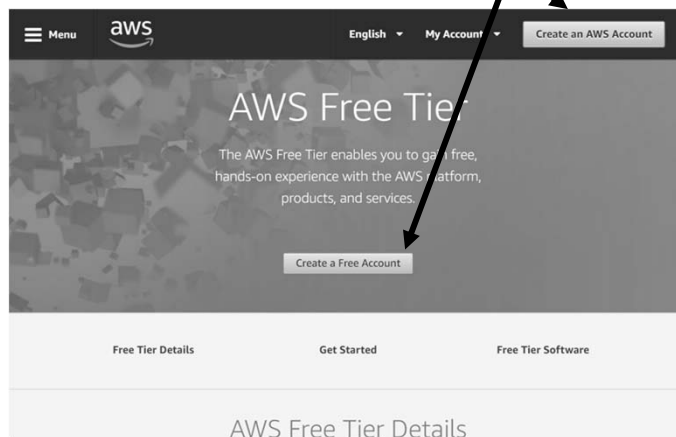 Menu
aws
English
My Account
Create an AWS Account
AWS Free Tier
The AWS Free Tier enables you to gain free,
hands-on experience with the AWS platform,
products, and services.
Create a Free Account
Free Tier Details
Get Started
Free Tier Software
AWS Free Tier Details